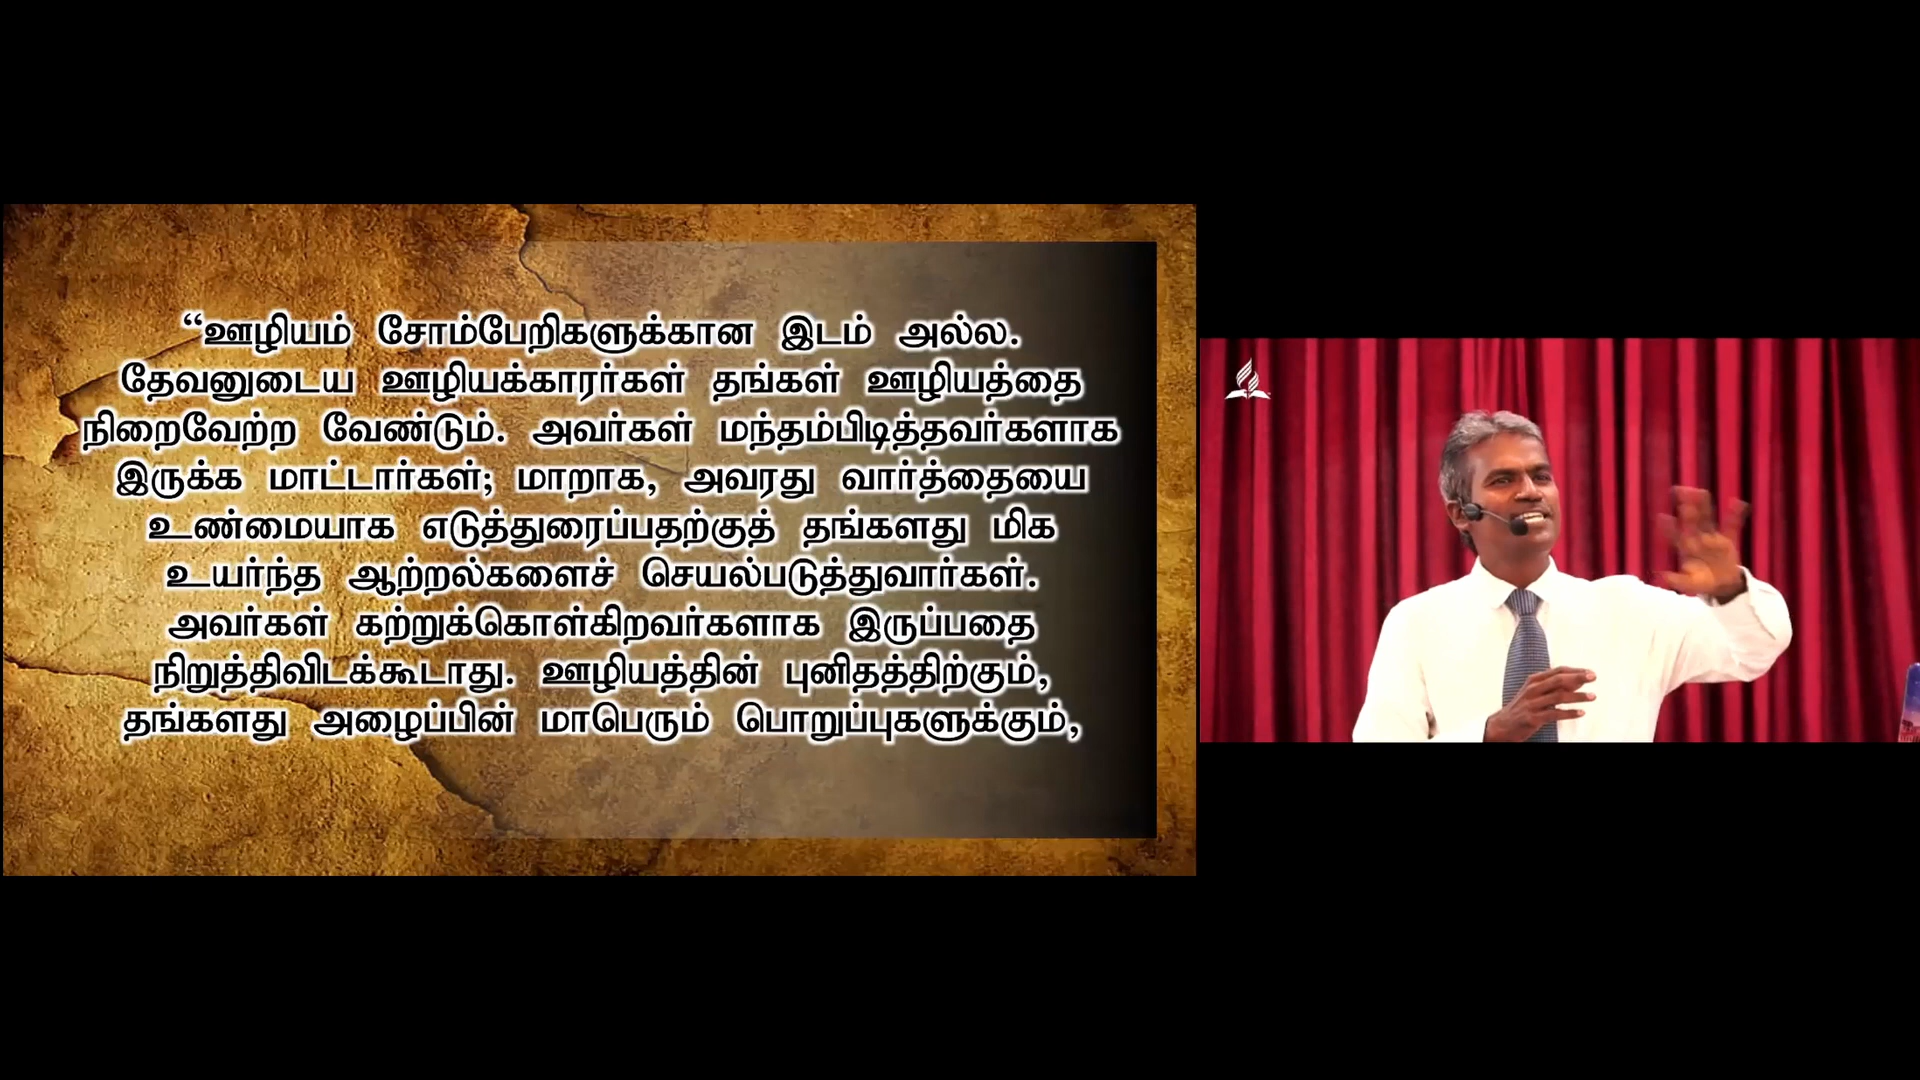 “ஊழியம் சோம்பேறிகளுக்கான இடம் அல்ல.
தேவனுடைய ஊழியக்காரர்கள் தங்கள் ஊழியத்தை
நிறைவேற்ற வேண்டும். அவர்கள் மந்தம்பிடித்தவர்களாக
இருக்க மாட்டார்கள்; மாறாக, அவரது வார்த்தையை
உண்மையாக எடுத்துரைப்பதற்குத் தங்களது மிக
உயர்ந்த ஆற்றல்களைச் செயல்படுத்துவார்கள்.
அவர்கள் கற்றுக்கொள்கிறவர்களாக இருப்பதை
நிறுத்திவிடக்கூடாது. ஊழியத்தின் புனிதத்திற்கும்,
தங்களது அழைப்பின் மாபெரும் பொறுப்புகளுக்கும்,